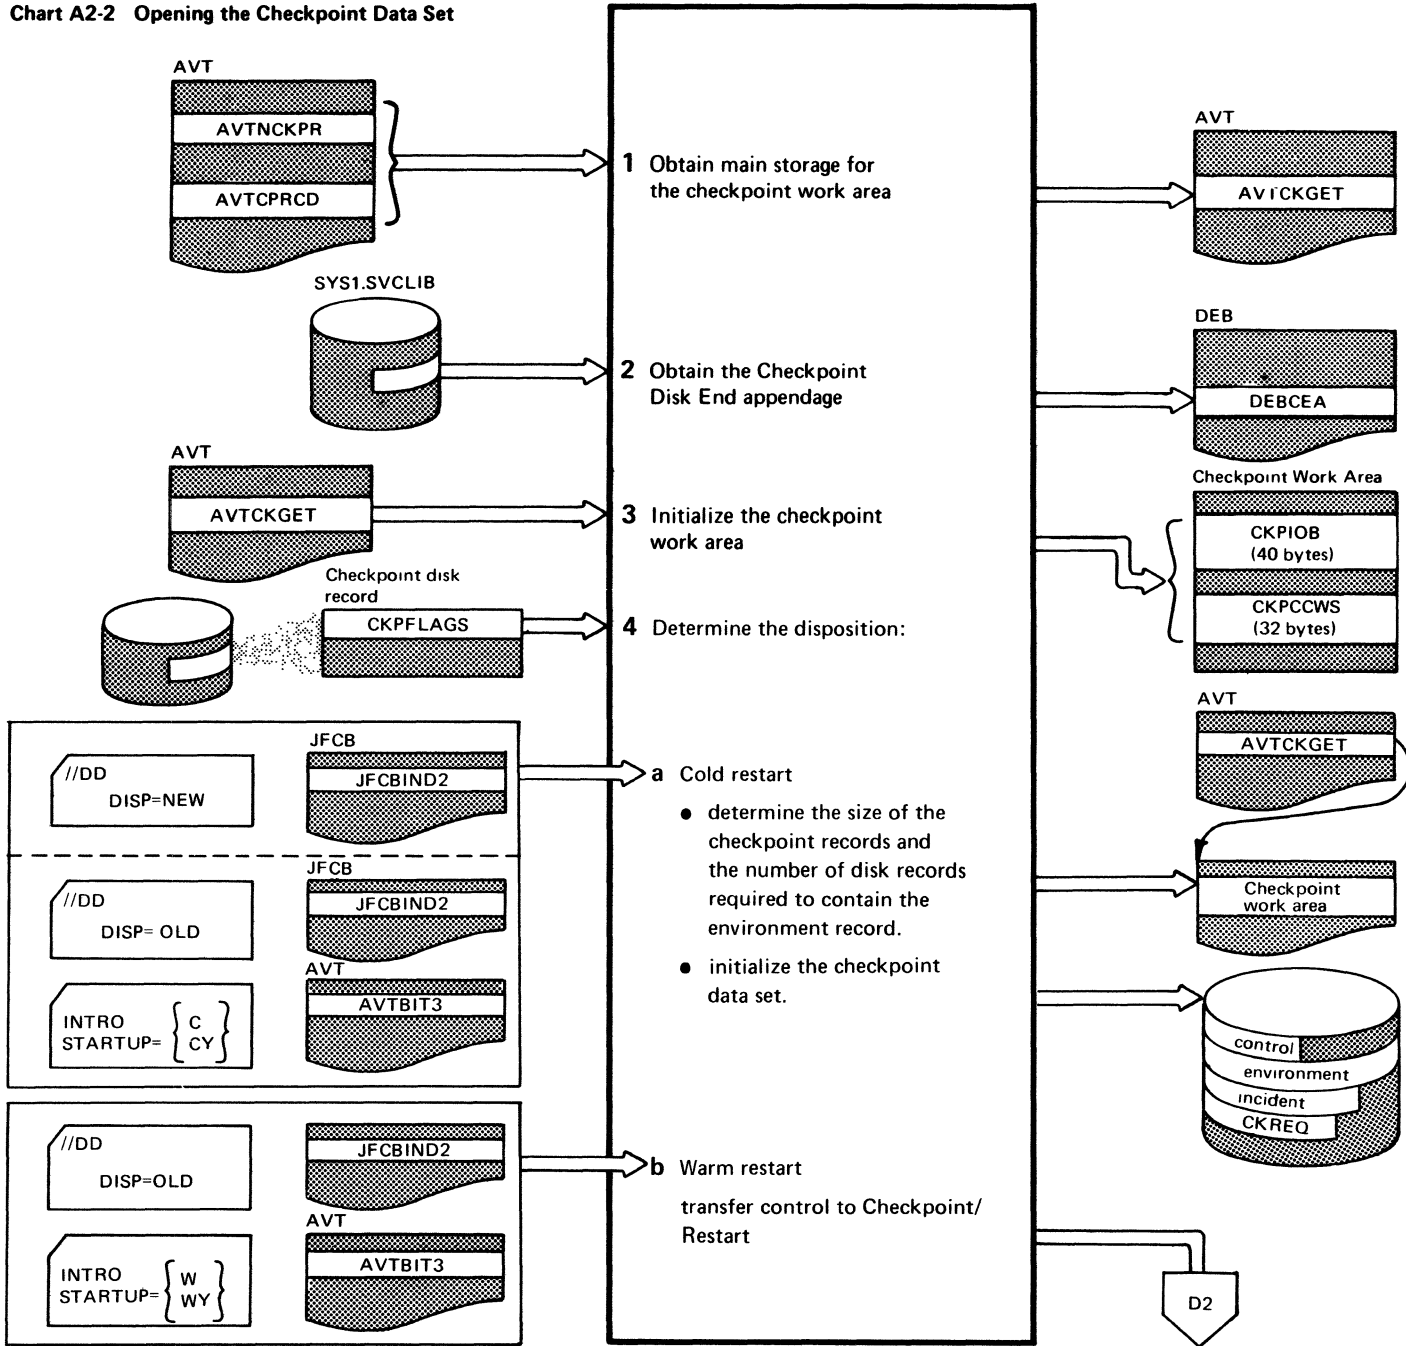 Chart A2-2 Opening the Checkpoint Data Set
AVT
AVTNCKPR
AVTCPRCD
1 Obtain main storage for
the checkpoint work area
AVT
AVTCKGET
SYS1.SVCLIB
2 Obtain the Checkpoint
Disk End appendage
DEB
DEBCEA
AVT
AVTCKGET
3 Initialize the checkpoint
work area
Checkpoint Work Area
CKPIOB
(40 bytes)
CKPCCWS
(32 bytes)
Checkpoint disk
record
CKPFLAGS
4 Determine the disposition:
//DD
DISP=NEW
JFCB
JFCBIND2
a Cold restart
● determine the size of the
checkpoint records and
the number of disk records
required to contain the
environment record.
● initialize the checkpoint
data set.
AVT
AVTCKGET
Checkpoint
work area
//DD
DISP= OLD
JFCB
JFCBIND2
AVT
AVTBIT3
INTRO
STARTUP= { C
CY }
control
environment
incident
CKREQ
//DD
DISP=OLD
JFCBIND2
b Warm restart
transfer control to Checkpoint/
Restart
AVT
AVTBIT3
INTRO
STARTUP= { W
WY }
D2